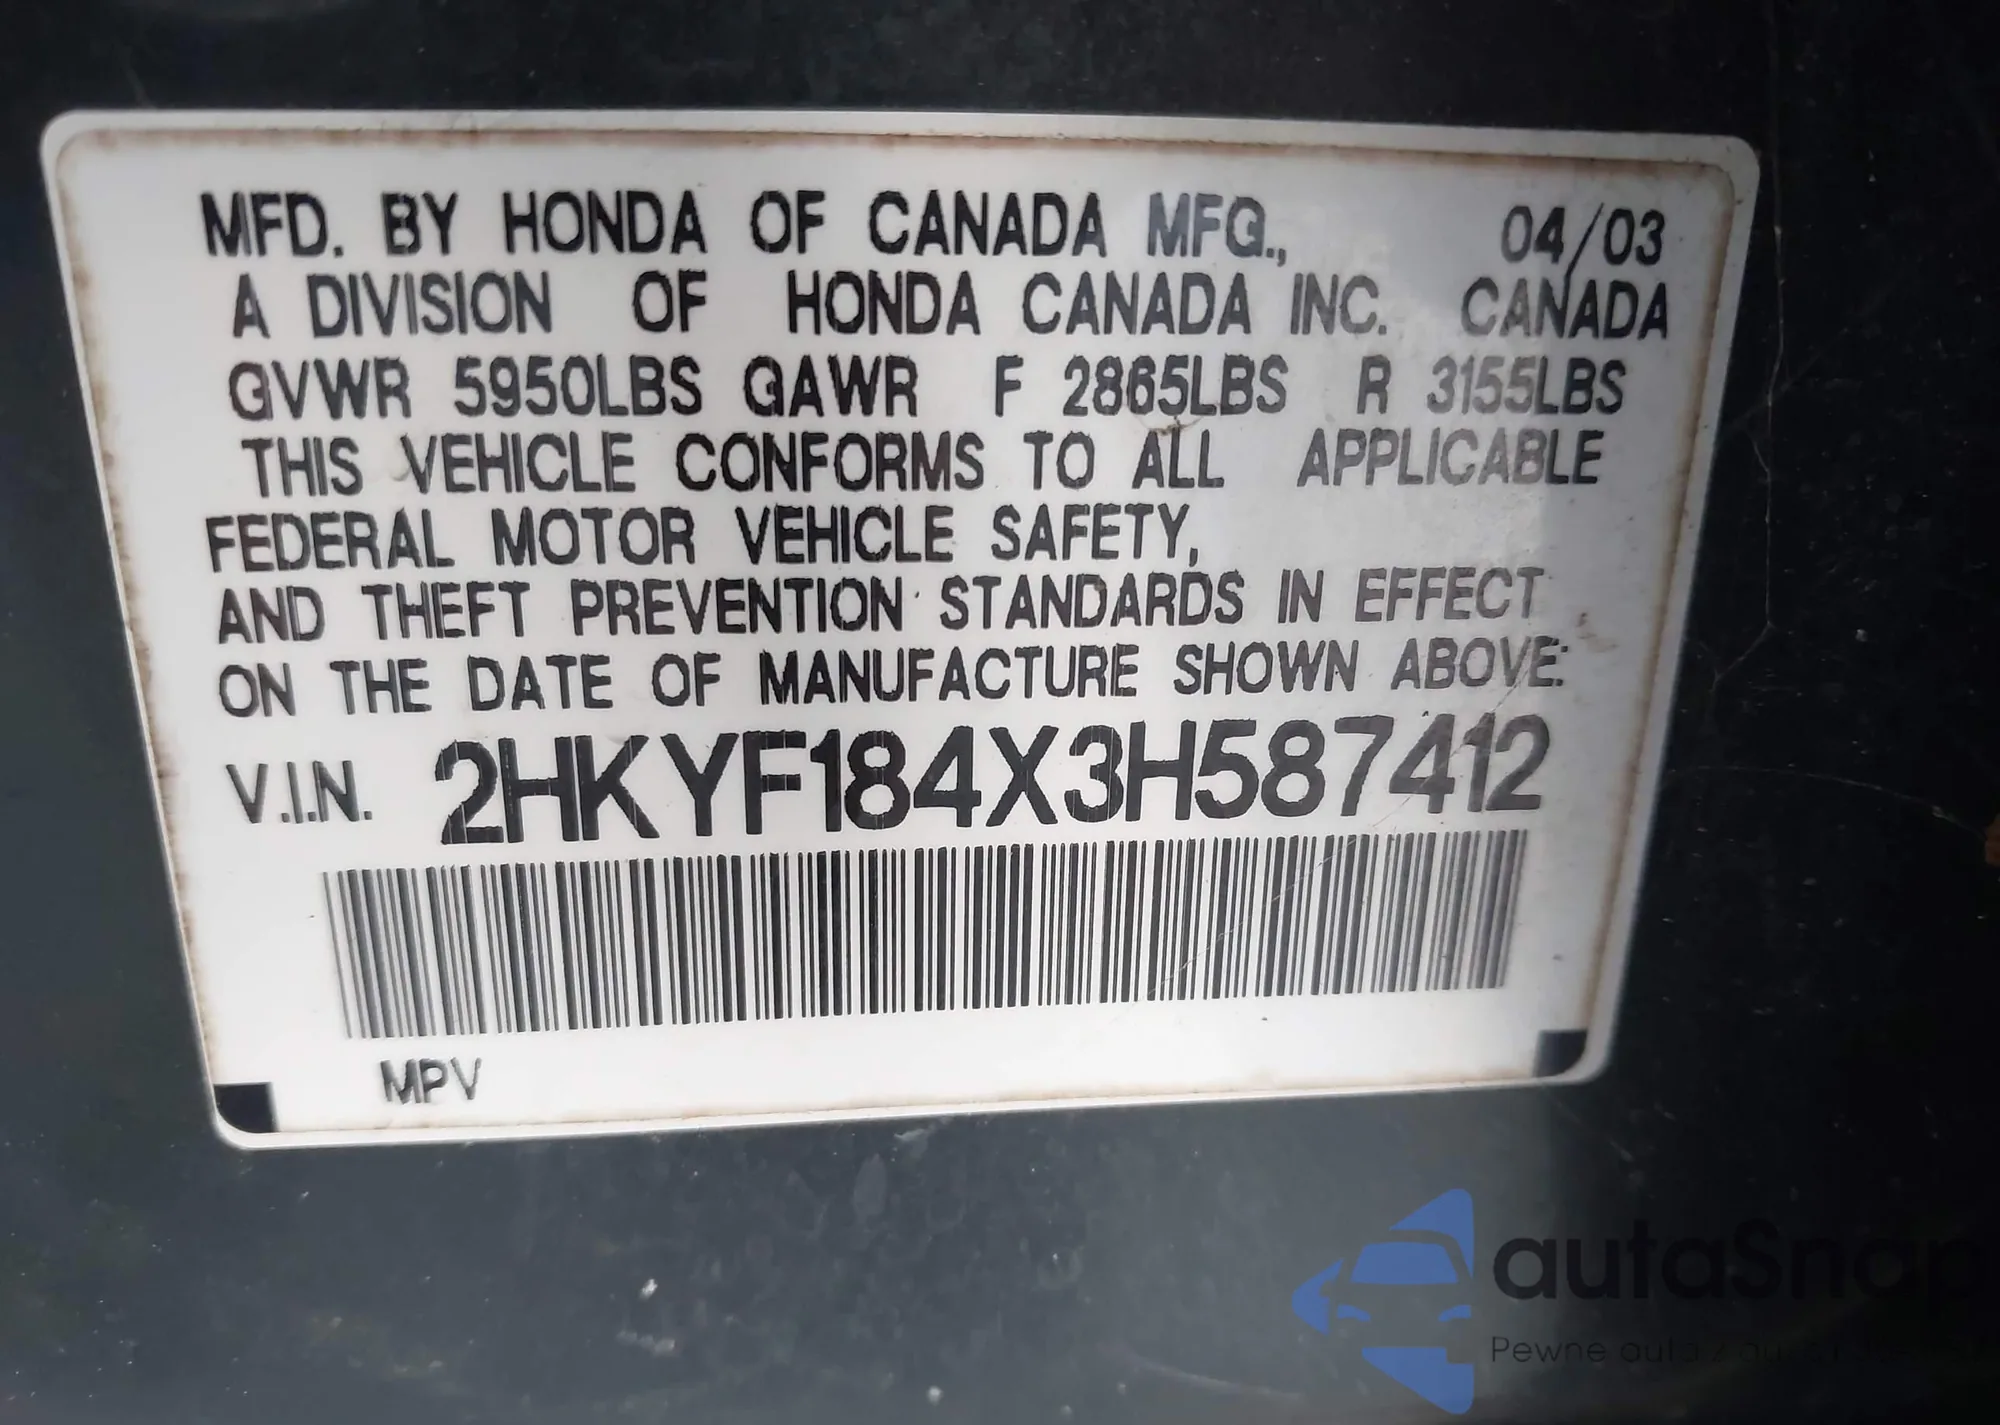 MFD. BY HONDA OF CANADA MFG., 04/03
A DIVISION OF HONDA CANADA INC. CANADA
GVWR 5950LBS GAWR F 2865LBS R 3155LBS
THIS VEHICLE CONFORMS TO ALL APPLICABLE
FEDERAL MOTOR VEHICLE SAFETY,
AND THEFT PREVENTION STANDARDS IN EFFECT
ON THE DATE OF MANUFACTURE SHOWN ABOVE:
V.I.N. 2HKYF184X3H587412
MPV
autaSnap
Pewne auta z